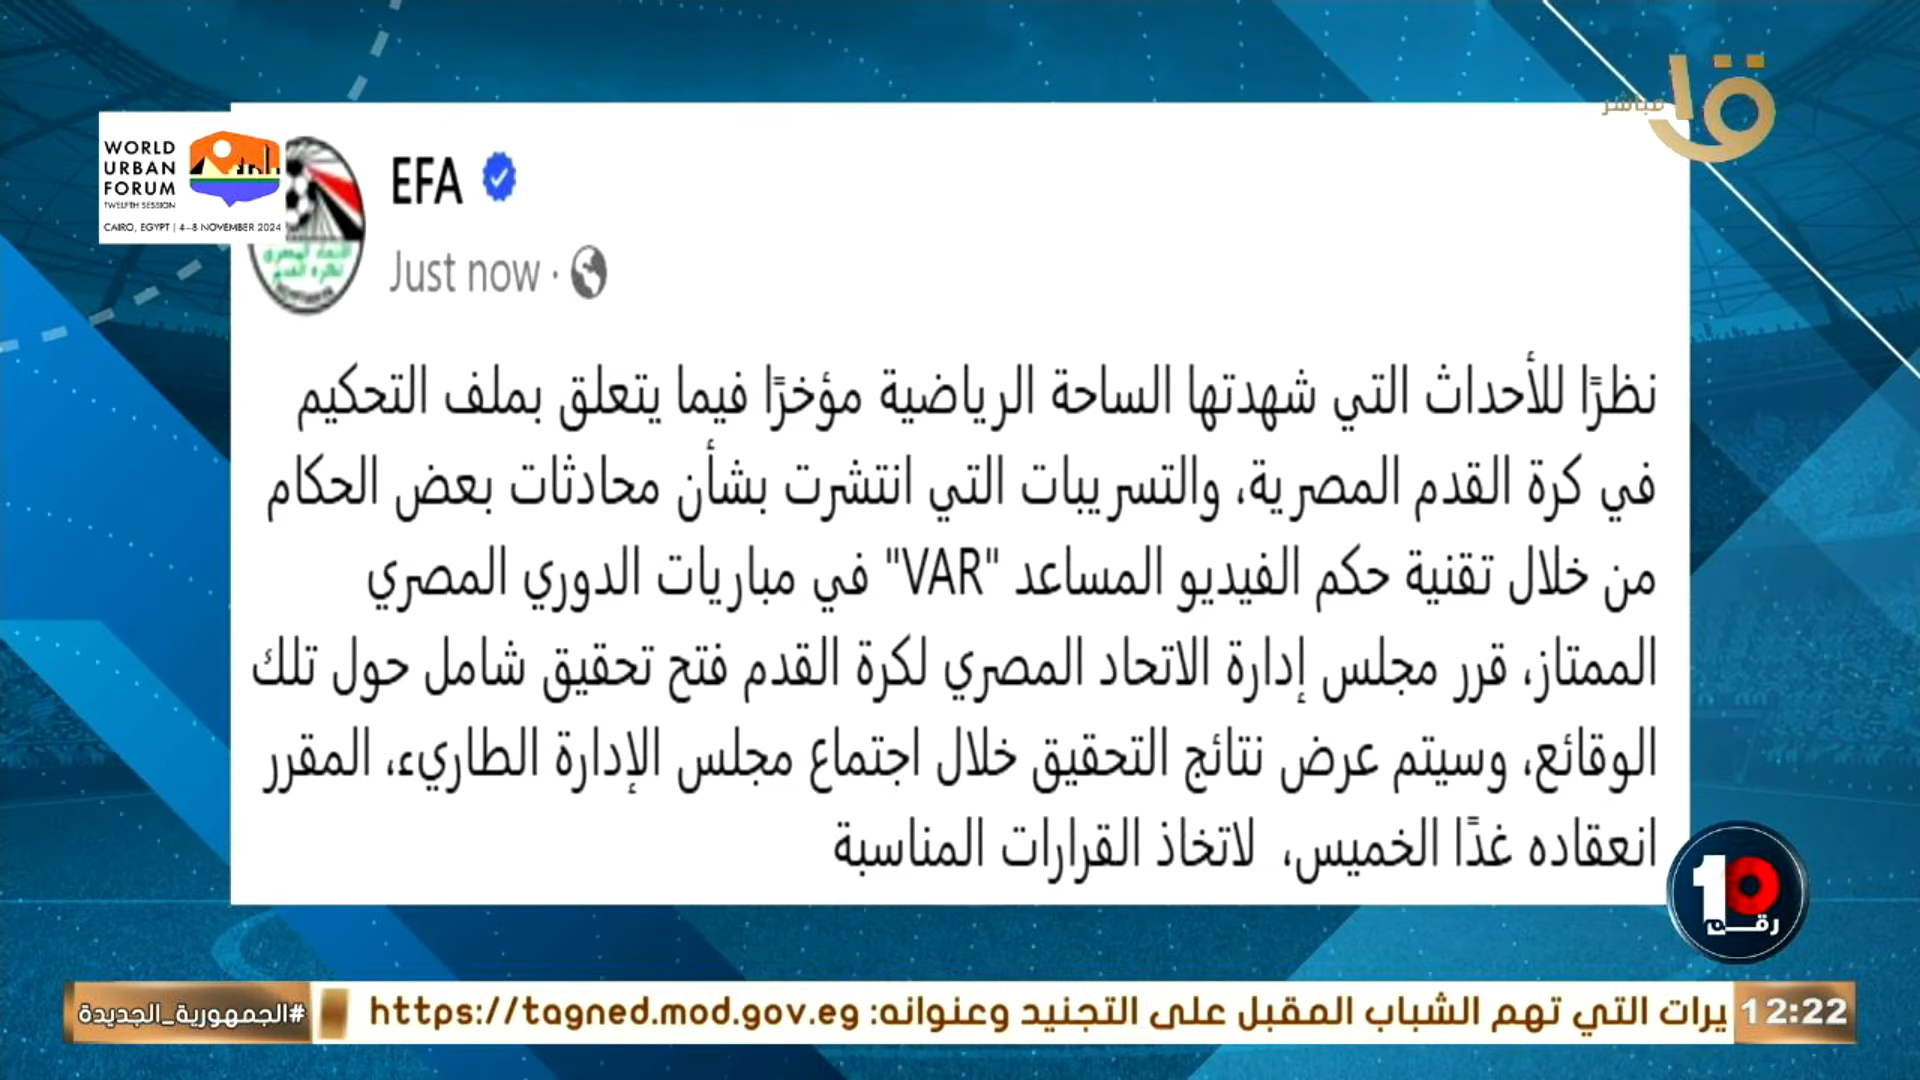 مباشر
WORLD
URBAN
FORUM
TWELFTH SESSION
CAIRO, EGYPT | 4-8 NOVEMBER 2024
EFA
Just now ·
نظرًا للأحداث التي شهدتها الساحة الرياضية مؤخرًا فيما يتعلق بملف التحكيم
في كرة القدم المصرية، والتسريبات التي انتشرت بشأن محادثات بعض الحكام
من خلال تقنية حكم الفيديو المساعد "VAR" في مباريات الدوري المصري
الممتاز، قرر مجلس إدارة الاتحاد المصري لكرة القدم فتح تحقيق شامل حول تلك
الوقائع، وسيتم عرض نتائج التحقيق خلال اجتماع مجلس الإدارة الطاريء، المقرر
انعقاده غدًا الخميس، لاتخاذ القرارات المناسبة
10
رقم
12:22
يرات التي تهم الشباب المقبل على التجنيد وعنوانه: https://tagned.mod.gov.eg
#الجمهورية_الجديدة